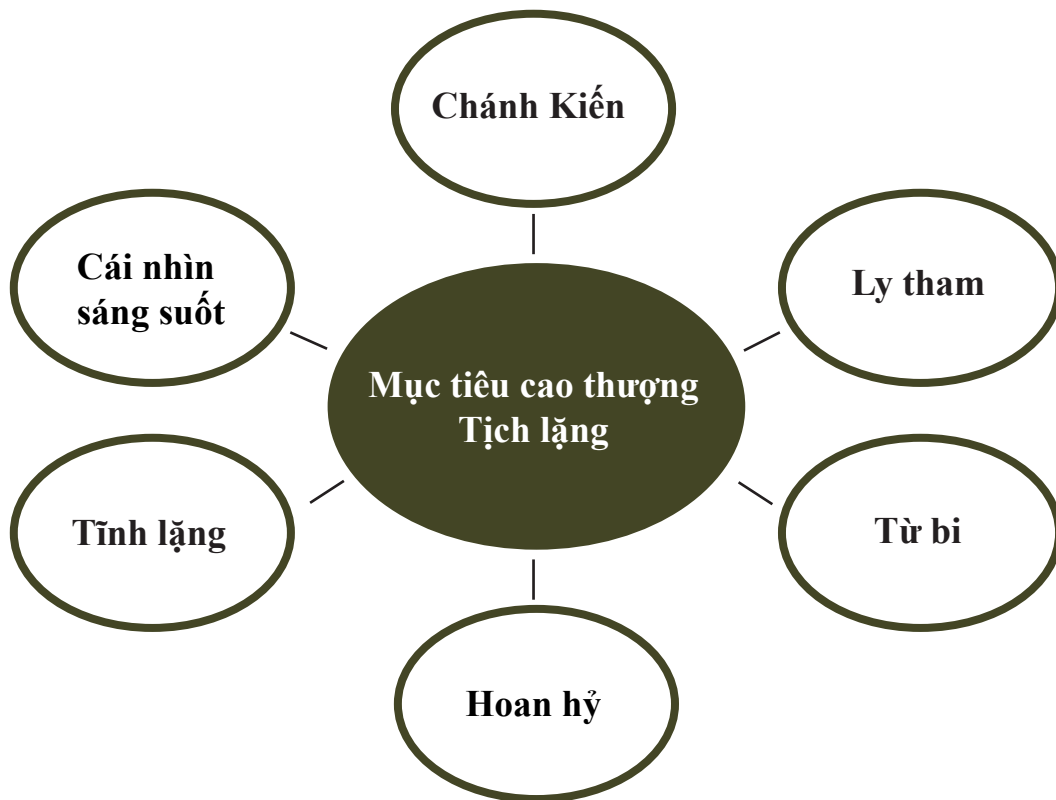 Chánh Kiến
Cái nhìn
sáng suốt
Ly tham
Mục tiêu cao thượng
Tịch lặng
Tĩnh lặng
Từ bi
Hoan hỷ